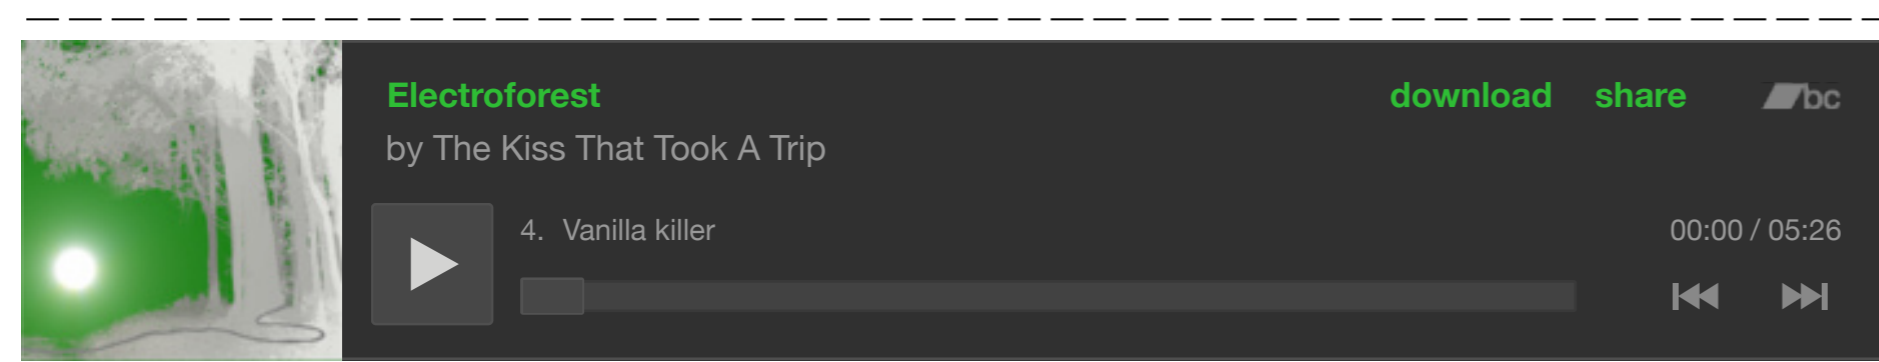 Electroforest
download share bc
by The Kiss That Took A Trip
4. Vanilla killer
00:00 / 05:26